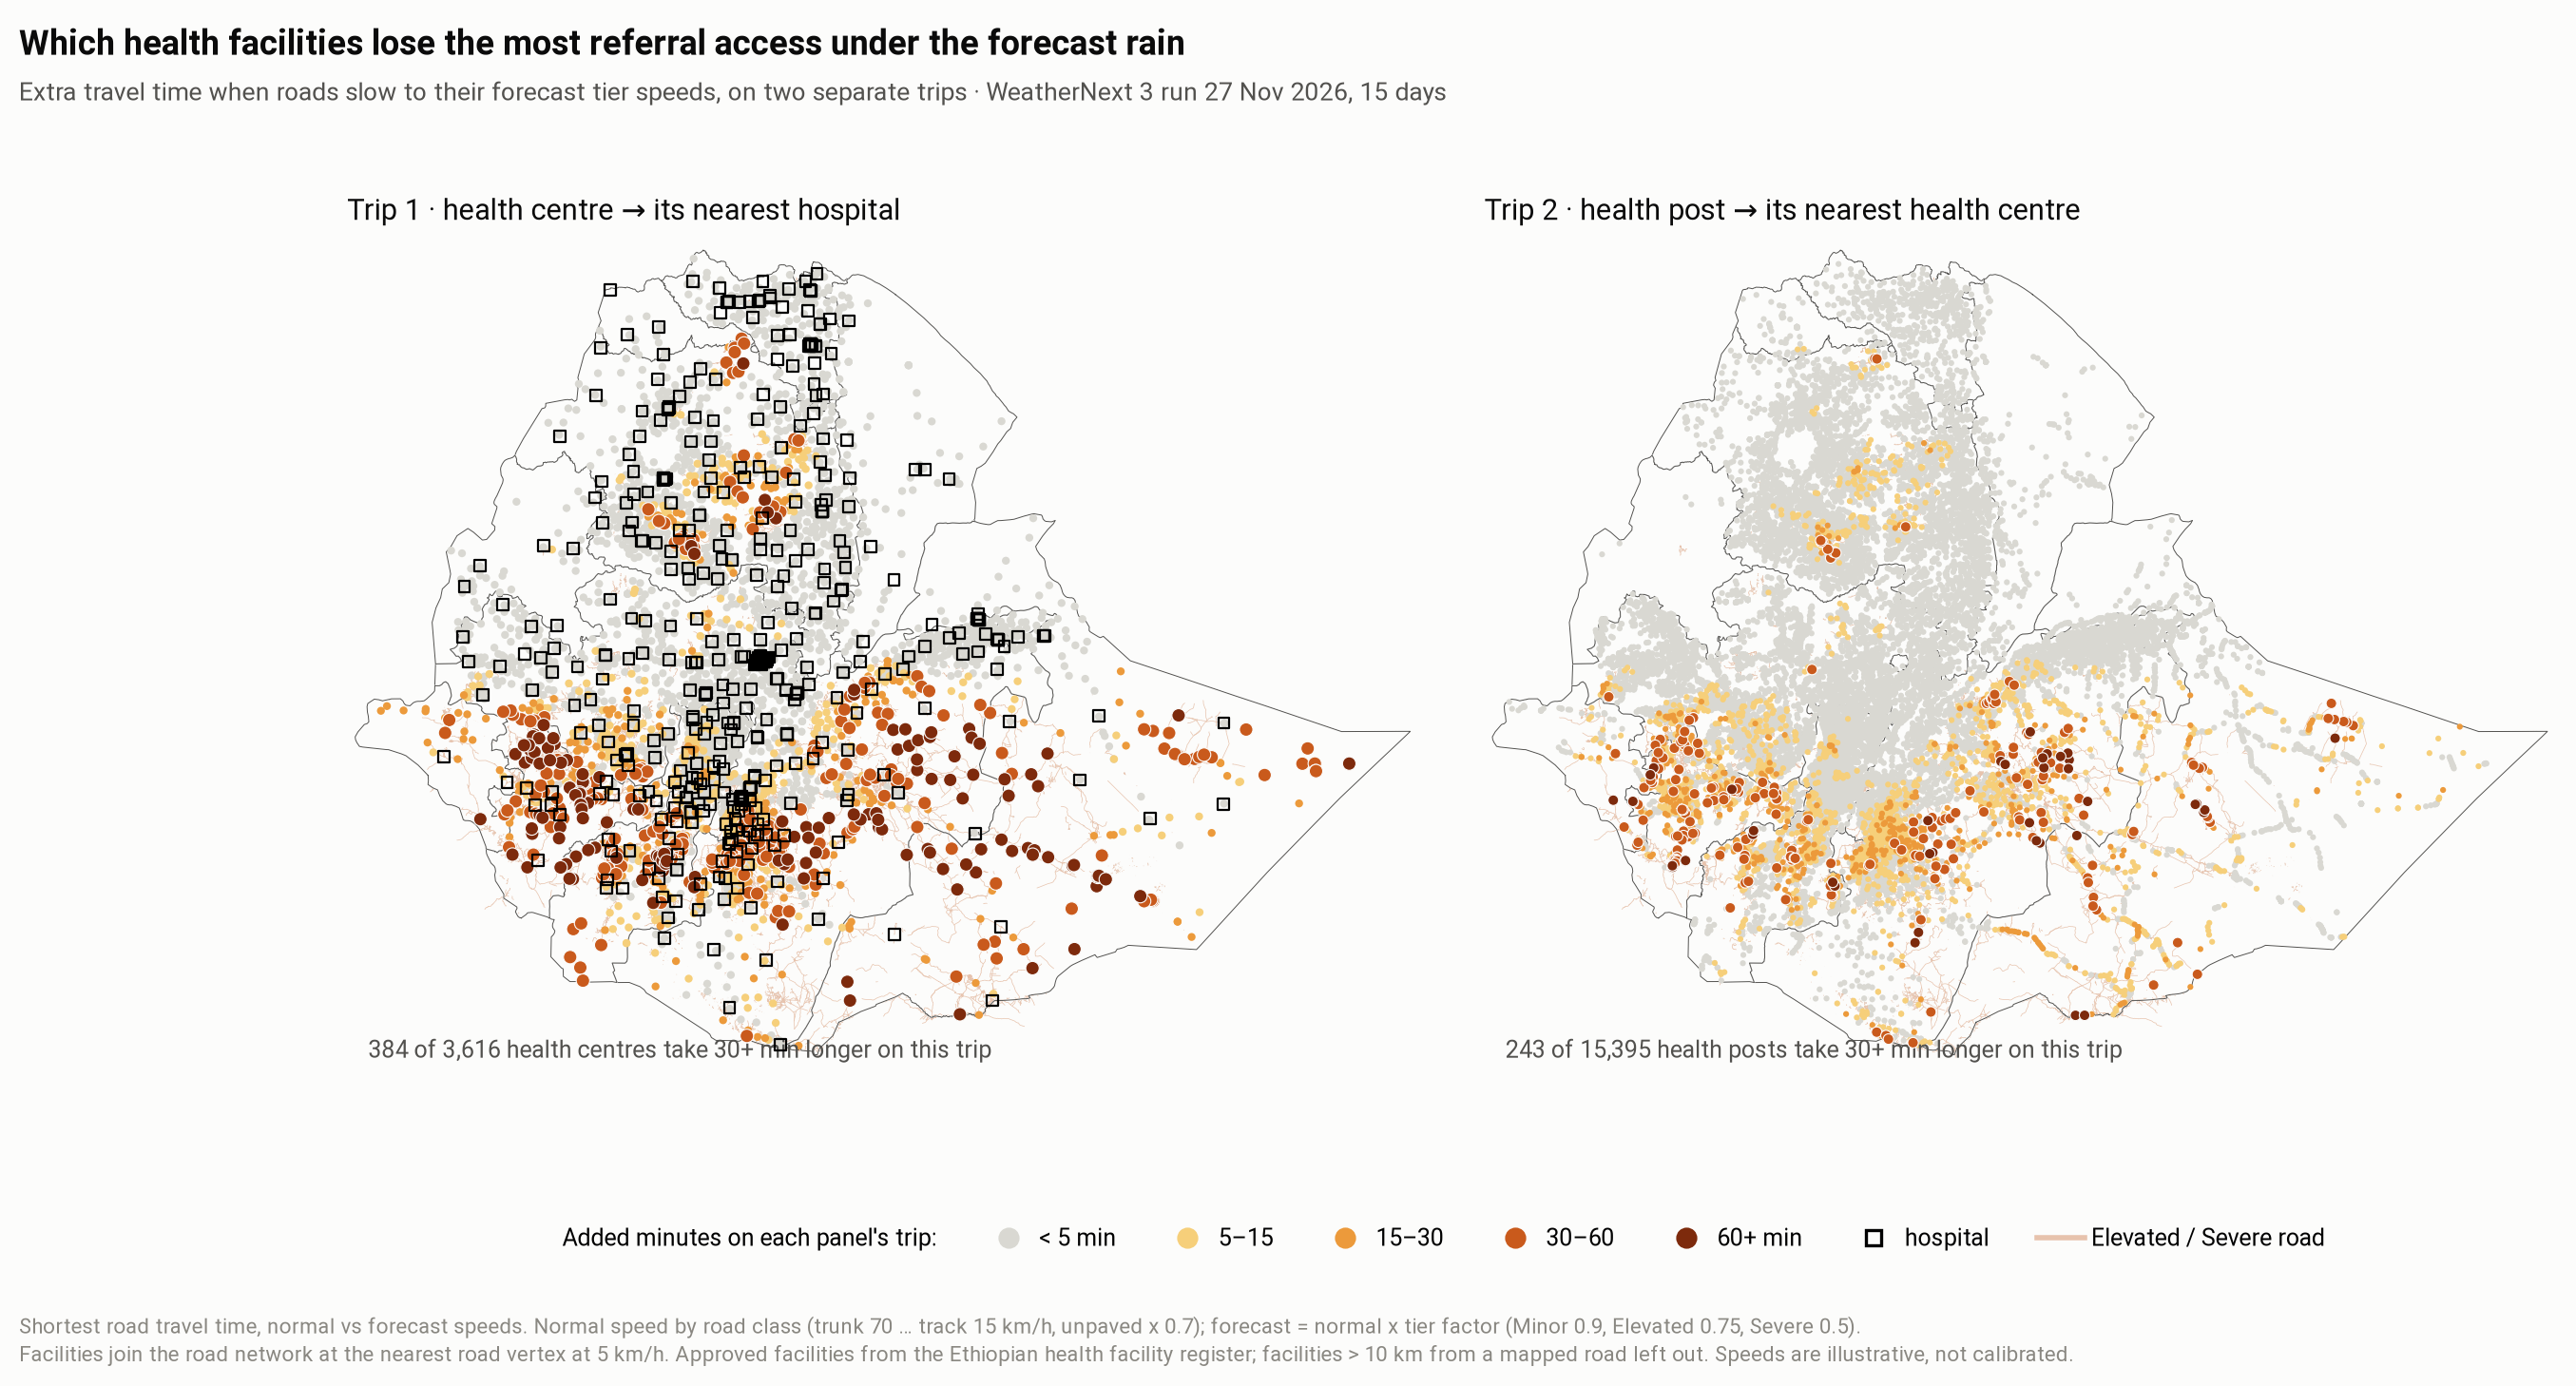 Which health facilities lose the most referral access under the forecast rain
Extra travel time when roads slow to their forecast tier speeds, on two separate trips · WeatherNext 3 run 27 Nov 2026, 15 days
Trip 1 · health centre → its nearest hospital
Trip 2 · health post → its nearest health centre
384 of 3,616 health centres take 30+ min longer on this trip
243 of 15,395 health posts take 30+ min longer on this trip
Added minutes on each panel's trip: < 5 min 5–15 15–30 30–60 60+ min hospital Elevated / Severe road
Shortest road travel time, normal vs forecast speeds. Normal speed by road class (trunk 70 ... track 15 km/h, unpaved x 0.7); forecast = normal x tier factor (Minor 0.9, Elevated 0.75, Severe 0.5).
Facilities join the road network at the nearest road vertex at 5 km/h. Approved facilities from the Ethiopian health facility register; facilities > 10 km from a mapped road left out. Speeds are illustrative, not calibrated.